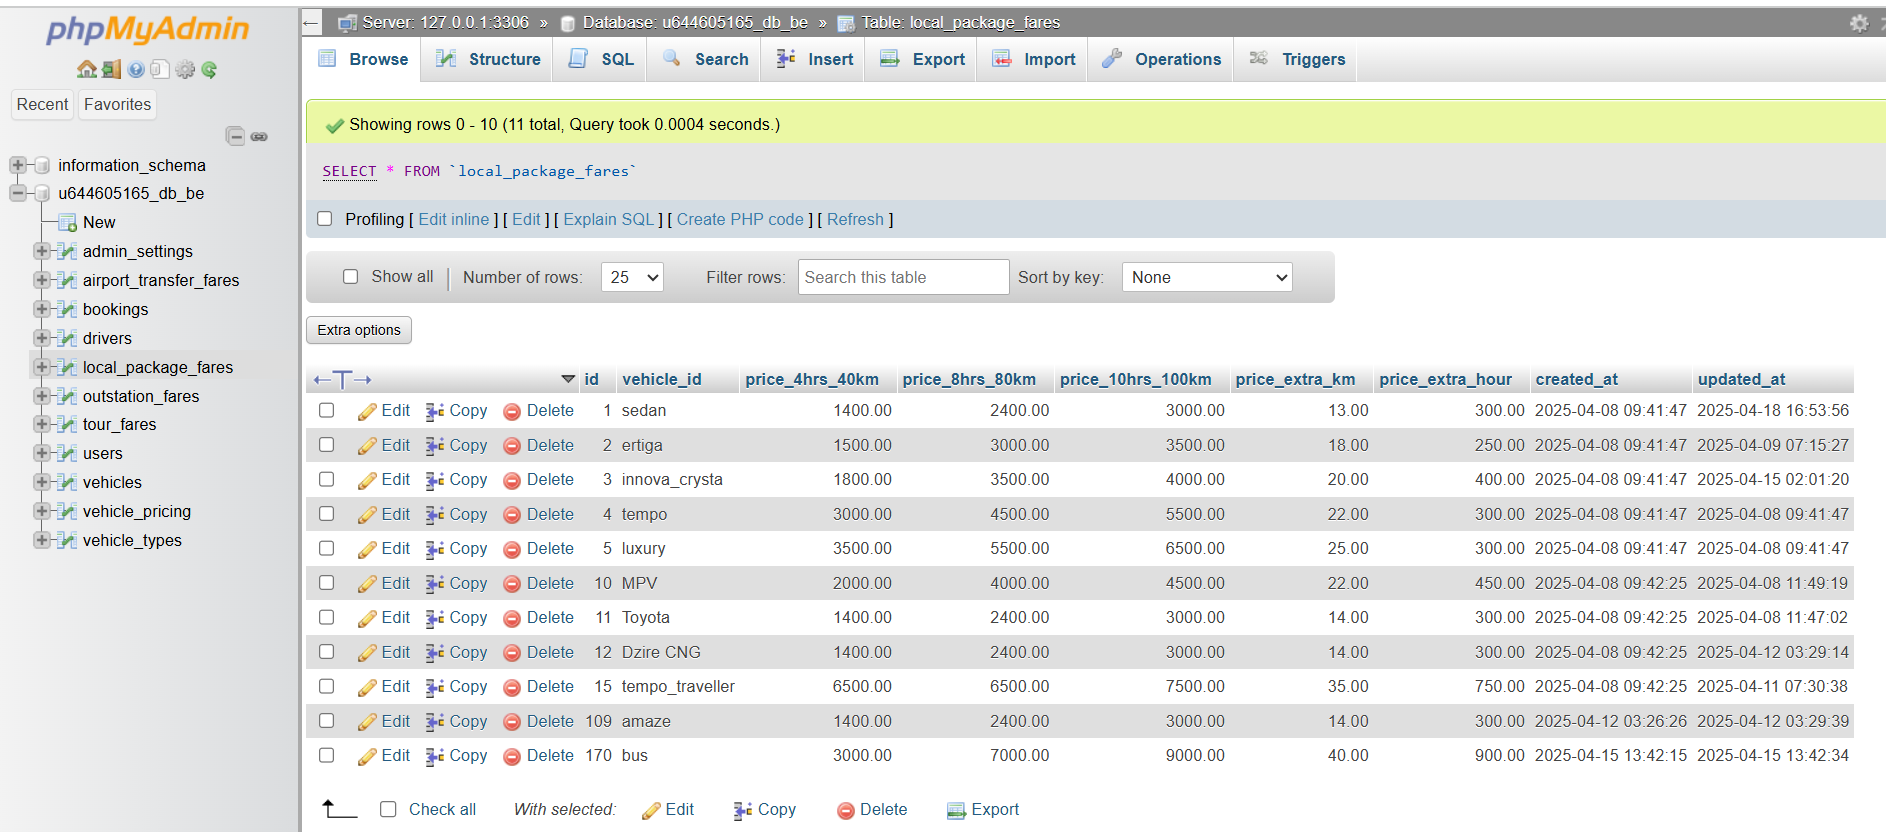 phpMyAdmin
Recent Favorites
information_schema
u644605165_db_be
New
admin_settings
airport_transfer_fares
bookings
drivers
local_package_fares
outstation_fares
tour_fares
users
vehicles
vehicle_pricing
vehicle_types
Server: 127.0.0.1:3306 » Database: u644605165_db_be » Table: local_package_fares
Browse Structure SQL Search Insert Export Import Operations Triggers
Showing rows 0 - 10 (11 total, Query took 0.0004 seconds.)
SELECT * FROM `local_package_fares`
Profiling [ Edit inline ] [ Edit ] [ Explain SQL ] [ Create PHP code ] [ Refresh ]
Show all Number of rows: 25 Filter rows: Search this table Sort by key: None
Extra options
id vehicle_id price_4hrs_40km price_8hrs_80km price_10hrs_100km price_extra_km price_extra_hour created_at updated_at
Edit Copy Delete 1 sedan 1400.00 2400.00 3000.00 13.00 300.00 2025-04-08 09:41:47 2025-04-18 16:53:56
Edit Copy Delete 2 ertiga 1500.00 3000.00 3500.00 18.00 250.00 2025-04-08 09:41:47 2025-04-09 07:15:27
Edit Copy Delete 3 innova_crysta 1800.00 3500.00 4000.00 20.00 400.00 2025-04-08 09:41:47 2025-04-15 02:01:20
Edit Copy Delete 4 tempo 3000.00 4500.00 5500.00 22.00 300.00 2025-04-08 09:41:47 2025-04-08 09:41:47
Edit Copy Delete 5 luxury 3500.00 5500.00 6500.00 25.00 300.00 2025-04-08 09:41:47 2025-04-08 09:41:47
Edit Copy Delete 10 MPV 2000.00 4000.00 4500.00 22.00 450.00 2025-04-08 09:42:25 2025-04-08 11:49:19
Edit Copy Delete 11 Toyota 1400.00 2400.00 3000.00 14.00 300.00 2025-04-08 09:42:25 2025-04-08 11:47:02
Edit Copy Delete 12 Dzire CNG 1400.00 2400.00 3000.00 14.00 300.00 2025-04-08 09:42:25 2025-04-12 03:29:14
Edit Copy Delete 15 tempo_traveller 6500.00 6500.00 7500.00 35.00 750.00 2025-04-08 09:42:25 2025-04-11 07:30:38
Edit Copy Delete 109 amaze 1400.00 2400.00 3000.00 14.00 300.00 2025-04-12 03:26:26 2025-04-12 03:29:39
Edit Copy Delete 170 bus 3000.00 7000.00 9000.00 40.00 900.00 2025-04-15 13:42:15 2025-04-15 13:42:34
Check all With selected: Edit Copy Delete Export